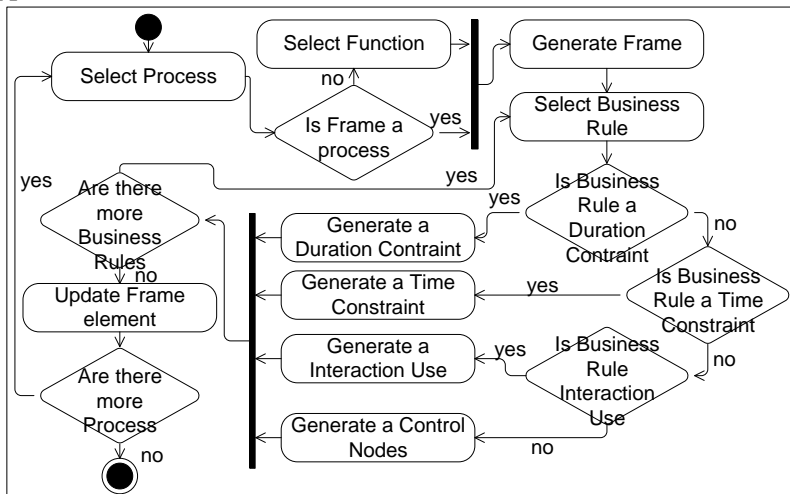 Select Process
Select Function
no
Is Frame a
process
yes
Generate Frame
Select Business
Rule
yes
Is Business
Rule a
Duration
Contraint
yes
no
Generate a
Duration Contraint
Is Business
Rule a Time
Constraint
yes
no
Generate a Time
Constraint
Is Business
Rule
Interaction
Use
yes
no
Generate a
Interaction Use
Generate a Control
Nodes
Are there
more
Business
Rules
no
Update Frame
element
yes
Are there
more
Process
no